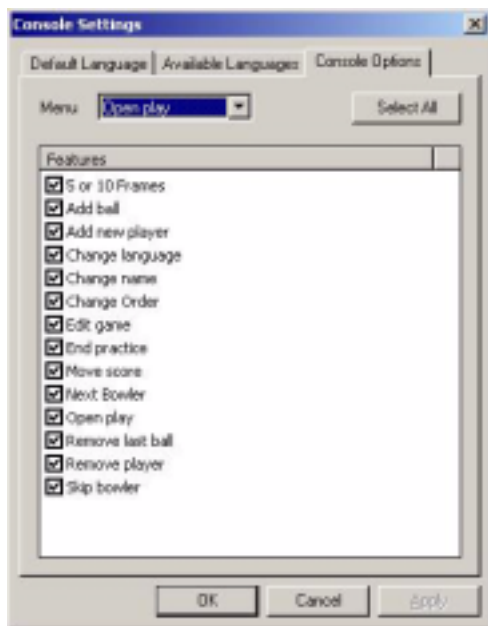 Console Settings
Default Language Available Languages Console Options
Menu Open play Select All
Features
5 or 10 Frames
Add ball
Add new player
Change language
Change name
Change Order
Edit game
End practice
Move score
Next Bowler
Open play
Remove last ball
Remove player
Skip bowler
OK Cancel Apply